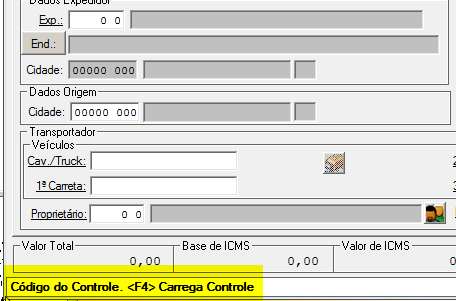 Dados Expedidor
Exp.: 0 0
End.:
Cidade: 00000 000
Dados Origem
Cidade: 00000 000
Transportador
Veículos
Cav./Truck:
1ª Carreta:
Proprietário: 0 0
Valor Total Base de ICMS Valor de ICMS
0,00 0,00 0,00
Código do Controle. <F4> Carrega Controle